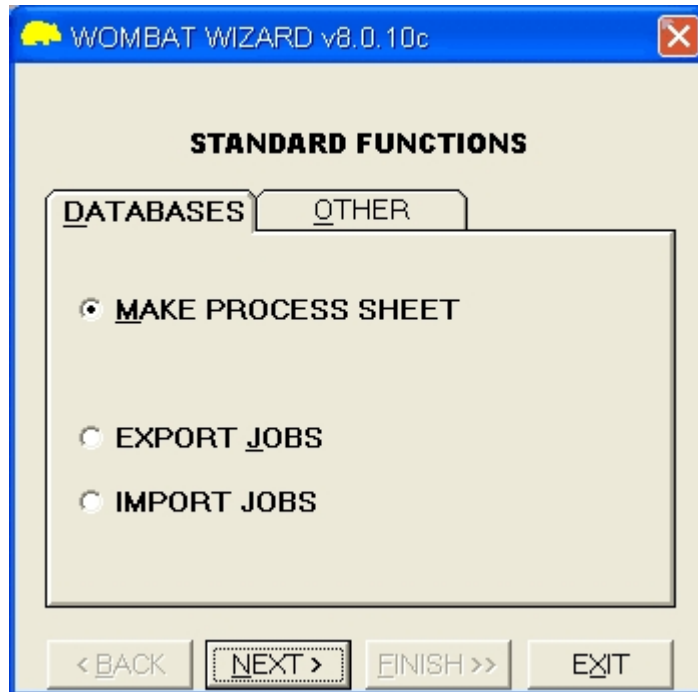 WOMBAT WIZARD v8.0.10c
STANDARD FUNCTIONS
DATABASES OTHER
MAKE PROCESS SHEET
EXPORT JOBS
IMPORT JOBS
< BACK NEXT > FINISH >> EXIT